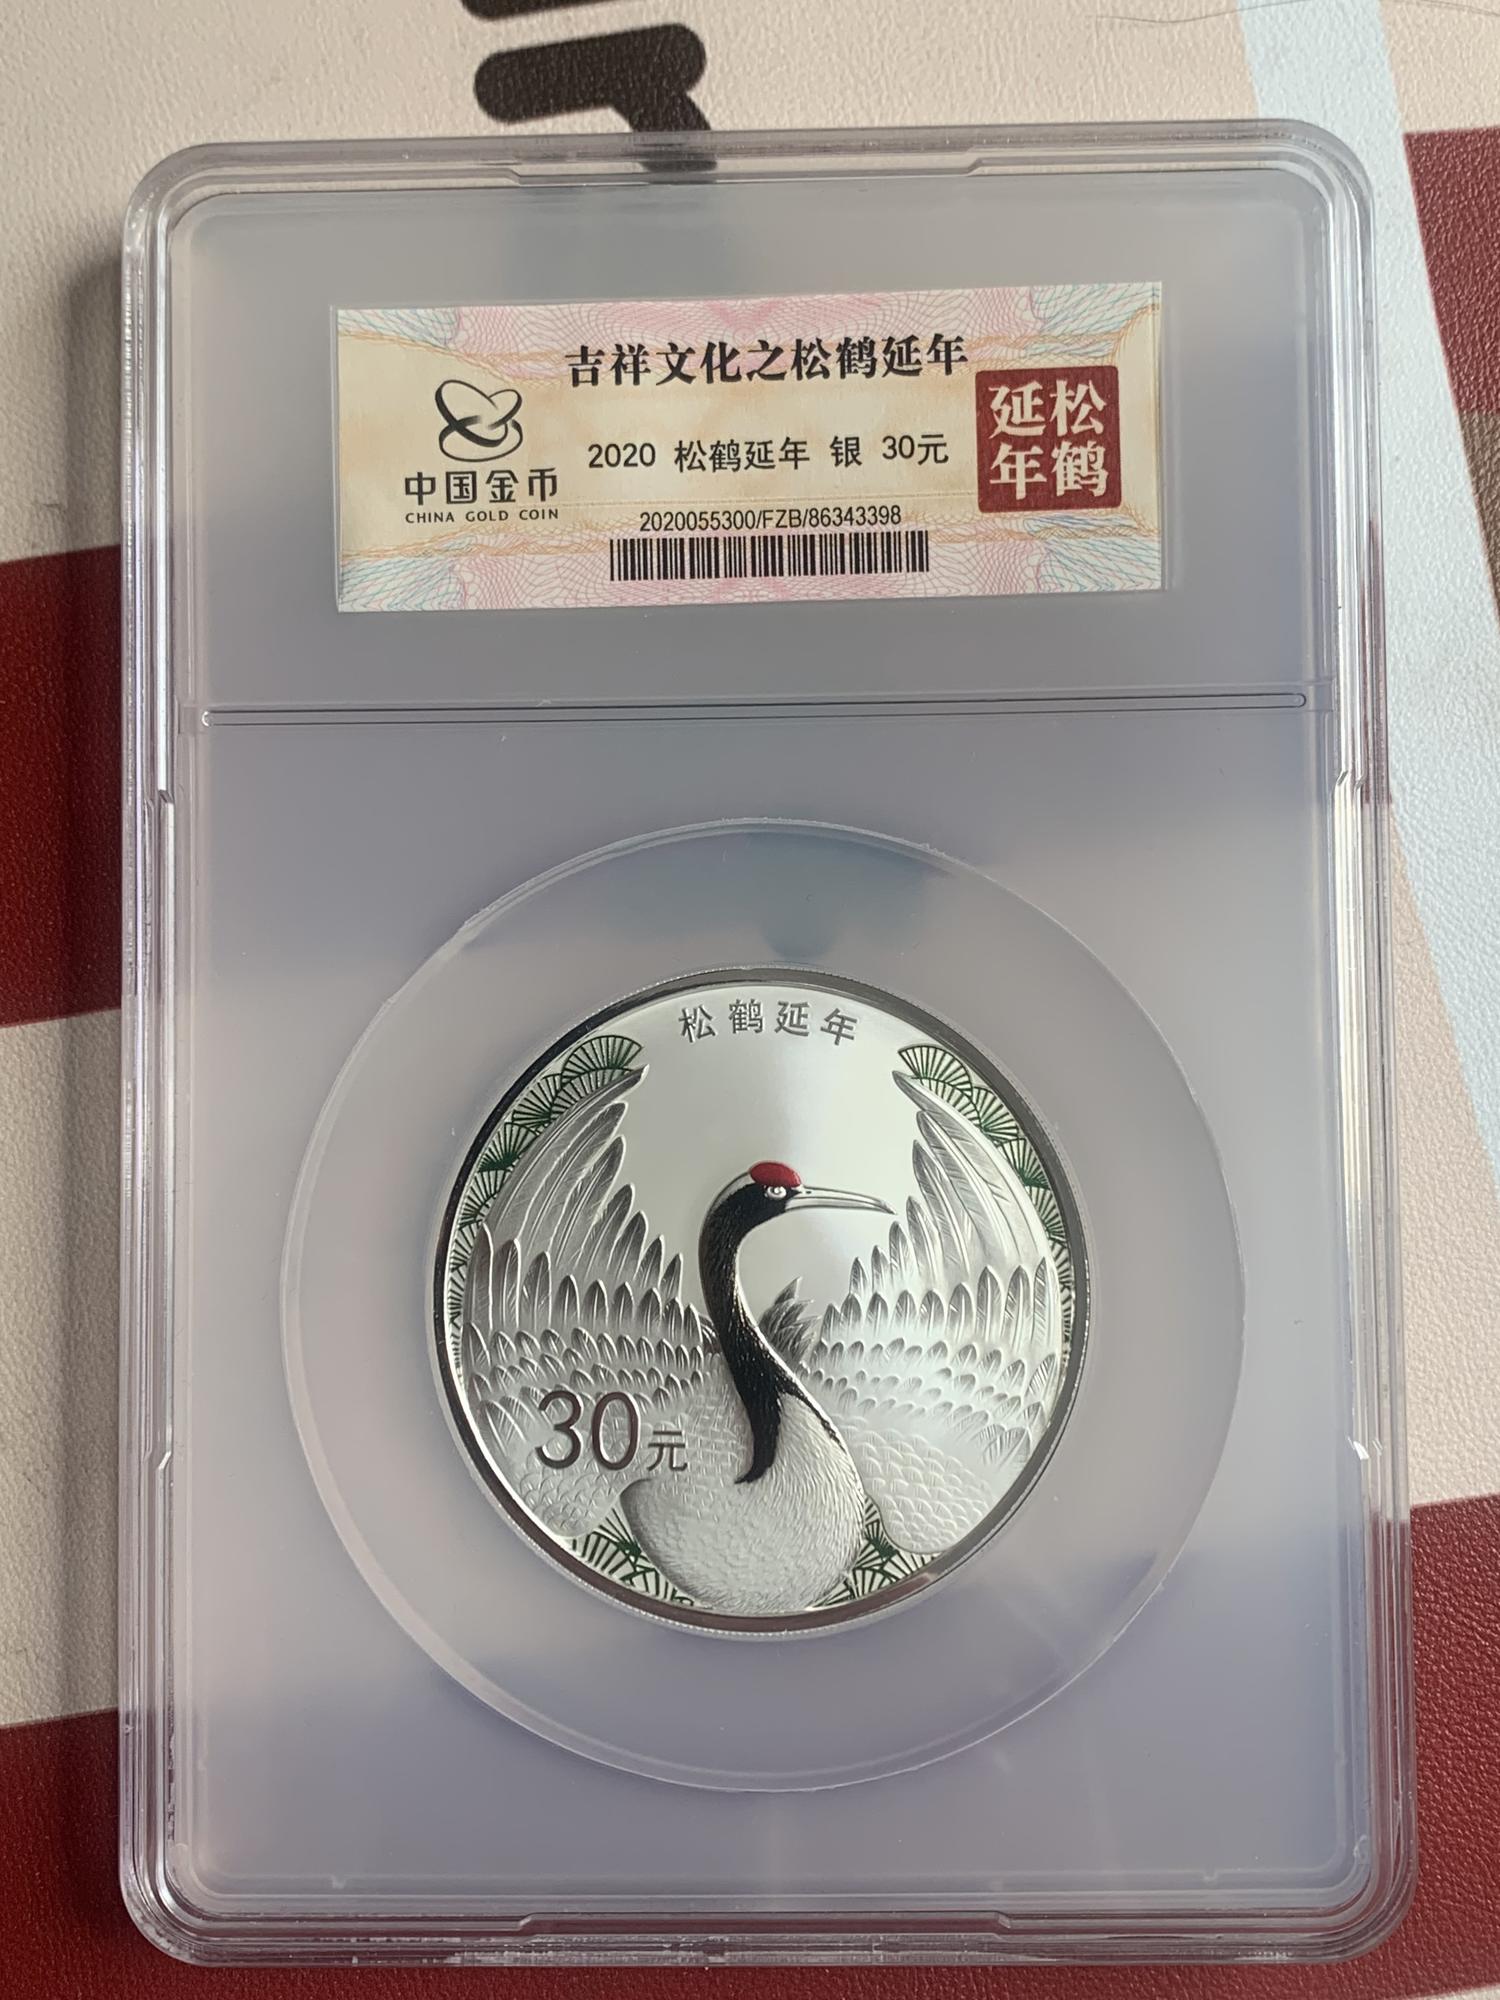 吉祥文化之松鹤延年
中国金币
CHINA GOLD COIN
2020 松鹤延年 银 30元
2020055300/FZB/86343398
松鹤
延年
松鹤延年
30元